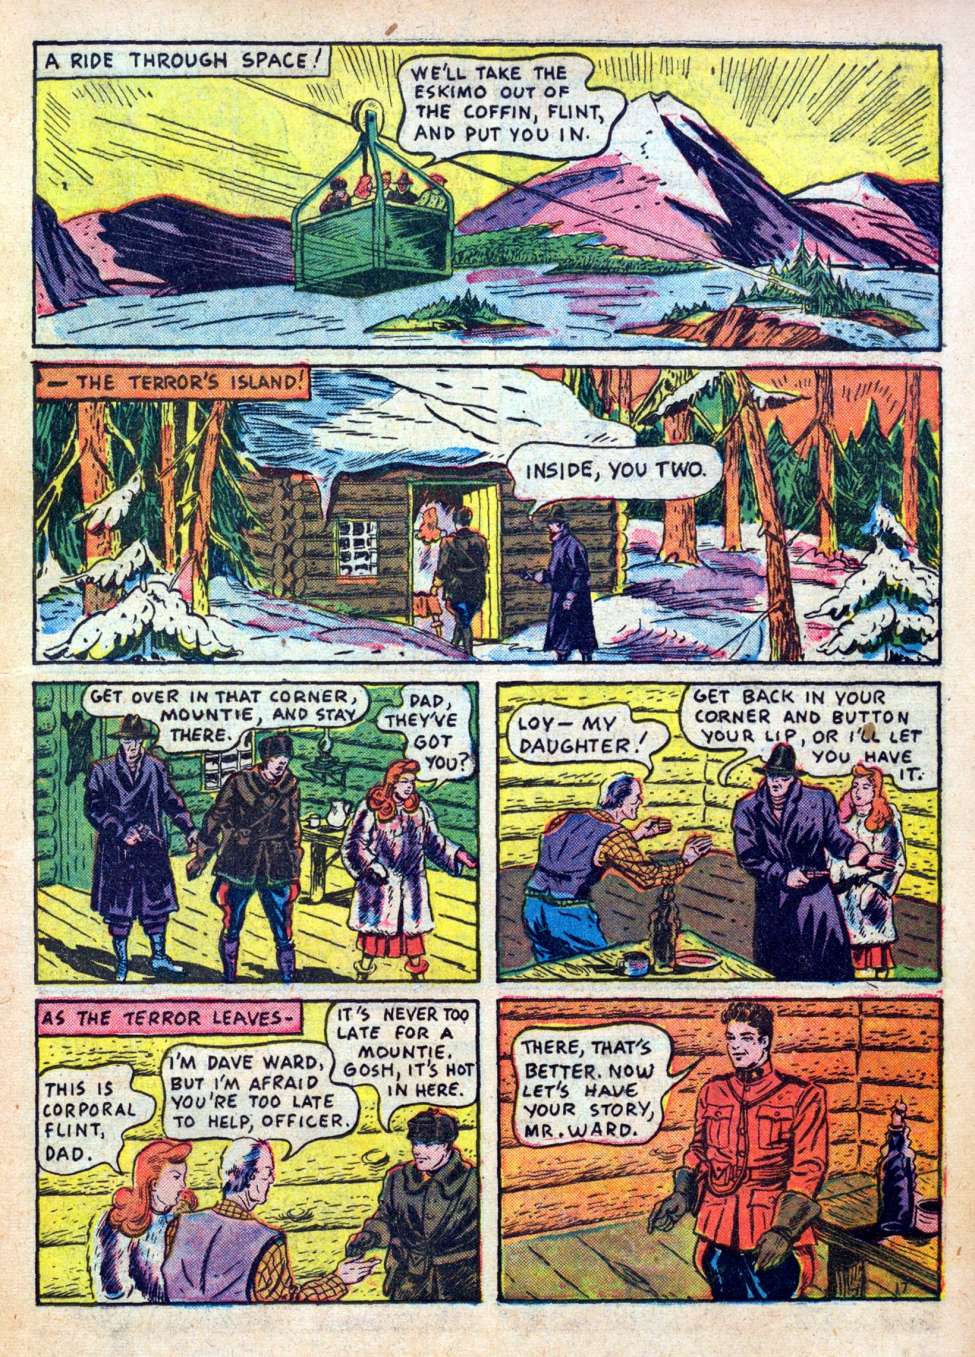 A RIDE THROUGH SPACE!
WE'LL TAKE THE
ESKIMO OUT OF
THE COFFIN, FLINT,
AND PUT YOU IN.
— THE TERROR'S ISLAND!
INSIDE, YOU TWO.
GET OVER IN THAT CORNER,
MOUNTIE, AND STAY
THERE.
DAD,
THEY'VE
GOT
YOU?
LOY— MY
DAUGHTER!
GET BACK IN YOUR
CORNER AND BUTTON
YOUR LIP, OR I'LL LET
YOU HAVE
IT.
AS THE TERROR LEAVES-
THIS IS
CORPORAL
FLINT,
DAD.
I'M DAVE WARD,
BUT I'M AFRAID
YOU'RE TOO LATE
TO HELP, OFFICER.
IT'S NEVER TOO
LATE FOR A
MOUNTIE.
GOSH, IT'S HOT
IN HERE.
THERE, THAT'S
BETTER. NOW
LET'S HAVE
YOUR STORY,
MR. WARD.
17